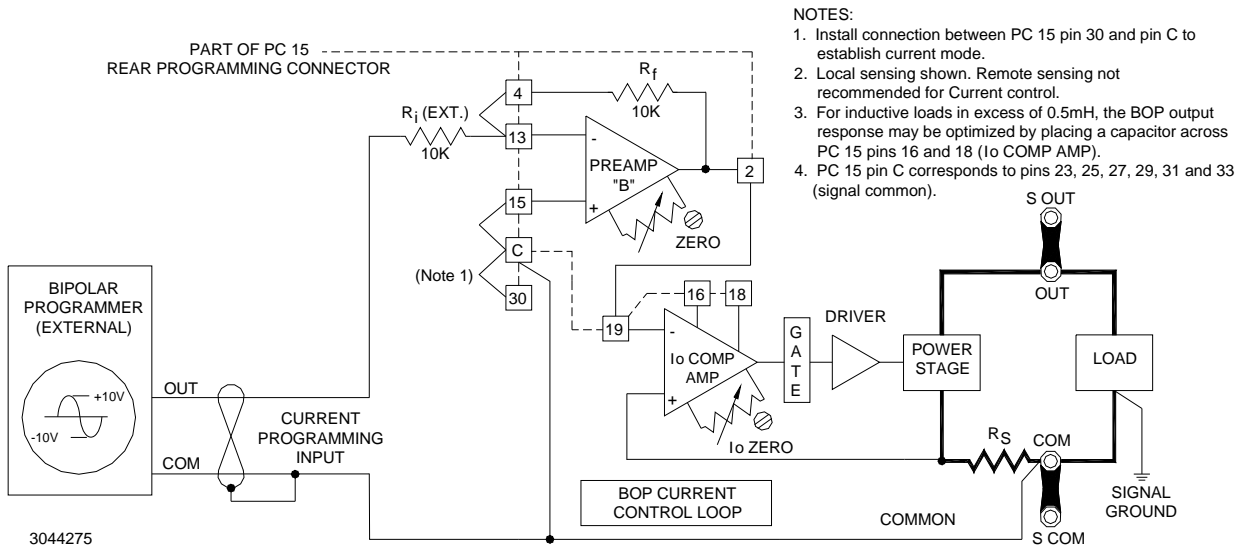 NOTES:
1. Install connection between PC 15 pin 30 and pin C to
establish current mode.
2. Local sensing shown. Remote sensing not
recommended for Current control.
3. For inductive loads in excess of 0.5mH, the BOP output
response may be optimized by placing a capacitor across
PC 15 pins 16 and 18 (Io COMP AMP).
4. PC 15 pin C corresponds to pins 23, 25, 27, 29, 31 and 33
(signal common).
PART OF PC 15
REAR PROGRAMMING CONNECTOR
Rf
10K
4
Ri (EXT.)
10K
13
-
PREAMP
"B"
+
2
15
ZERO
C
(Note 1)
30
BIPOLAR
PROGRAMMER
(EXTERNAL)
+10V
-10V
OUT
COM
CURRENT
PROGRAMMING
INPUT
16
18
19
-
Io COMP
AMP
+
Io ZERO
GATE
DRIVER
POWER
STAGE
S OUT
OUT
LOAD
RS
COM
S COM
SIGNAL
GROUND
BOP CURRENT
CONTROL LOOP
COMMON
3044275